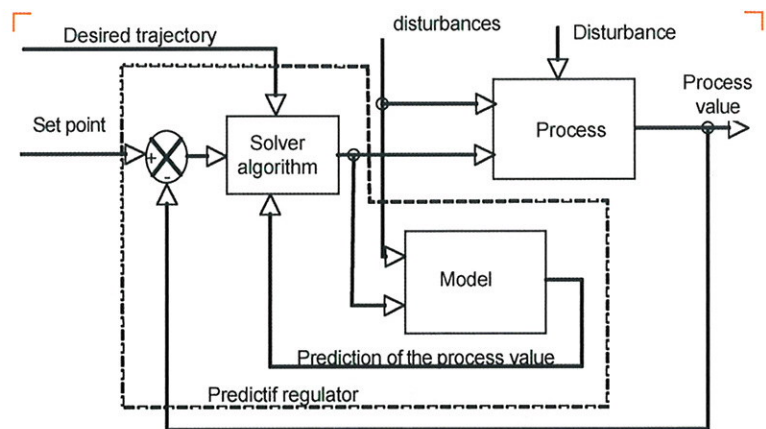 Desired trajectory
disturbances
Disturbance
Process
value
Set point
+
-
Solver
algorithm
Process
Model
Prediction of the process value
Predictif regulator